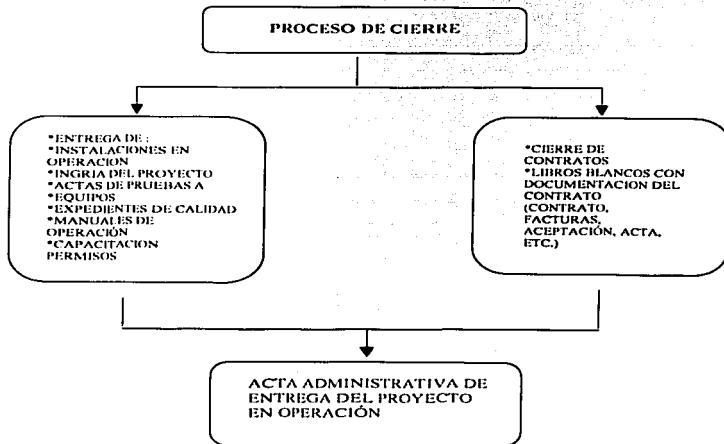 PROCESO DE CIERRE
*ENTREGA DE :
*INSTALACIONES EN
OPERACION
*INGRIA DEL PROYECTO
*ACTAS DE PRUEBAS A
*EQUIPOS
*EXPEDIENTES DE CALIDAD
*MANUALES DE
OPERACIÓN
*CAPACITACION
PERMISOS
*CIERRE DE
CONTRATOS
*LIBROS BLANCOS CON
DOCUMENTACION DEL
CONTRATO
(CONTRATO,
FACTURAS,
ACEPTACIÓN, ACTA,
ETC.)
ACTA ADMINISTRATIVA DE
ENTREGA DEL PROYECTO
EN OPERACIÓN